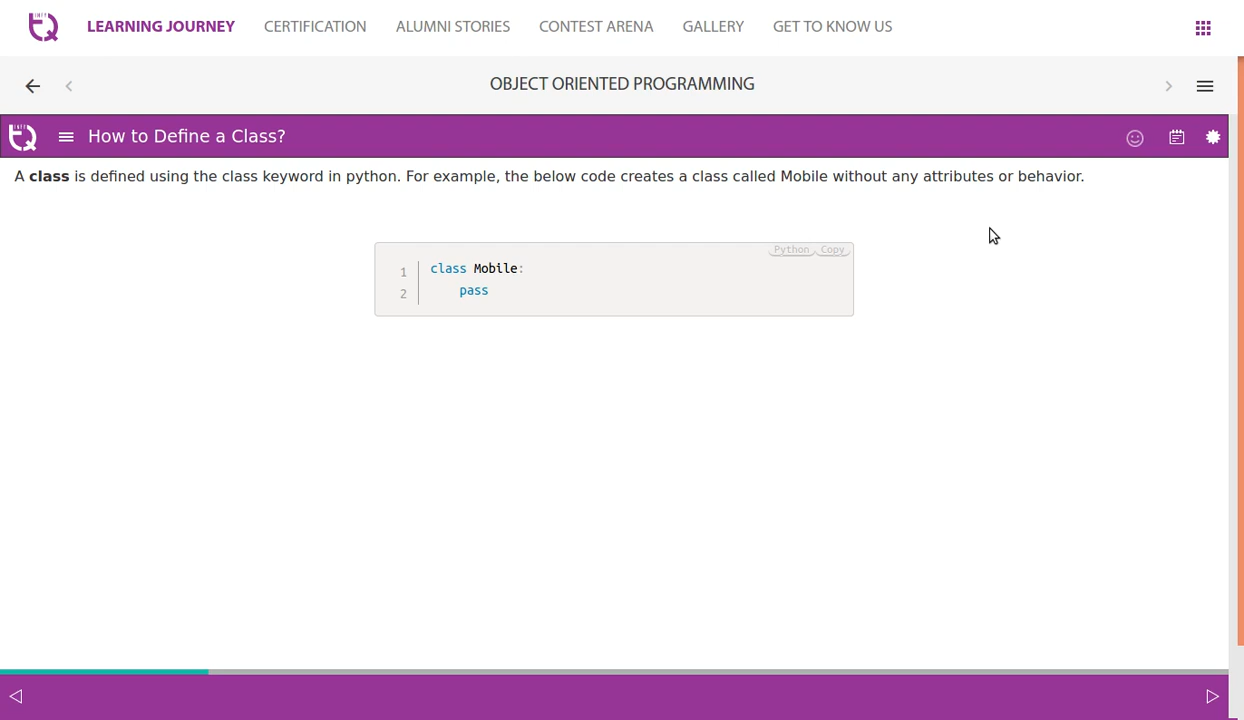 LEARNING JOURNEY CERTIFICATION ALUMNI STORIES CONTEST ARENA GALLERY GET TO KNOW US
OBJECT ORIENTED PROGRAMMING
How to Define a Class?
A class is defined using the class keyword in python. For example, the below code creates a class called Mobile without any attributes or behavior.
Python Copy
1 class Mobile:
2 pass